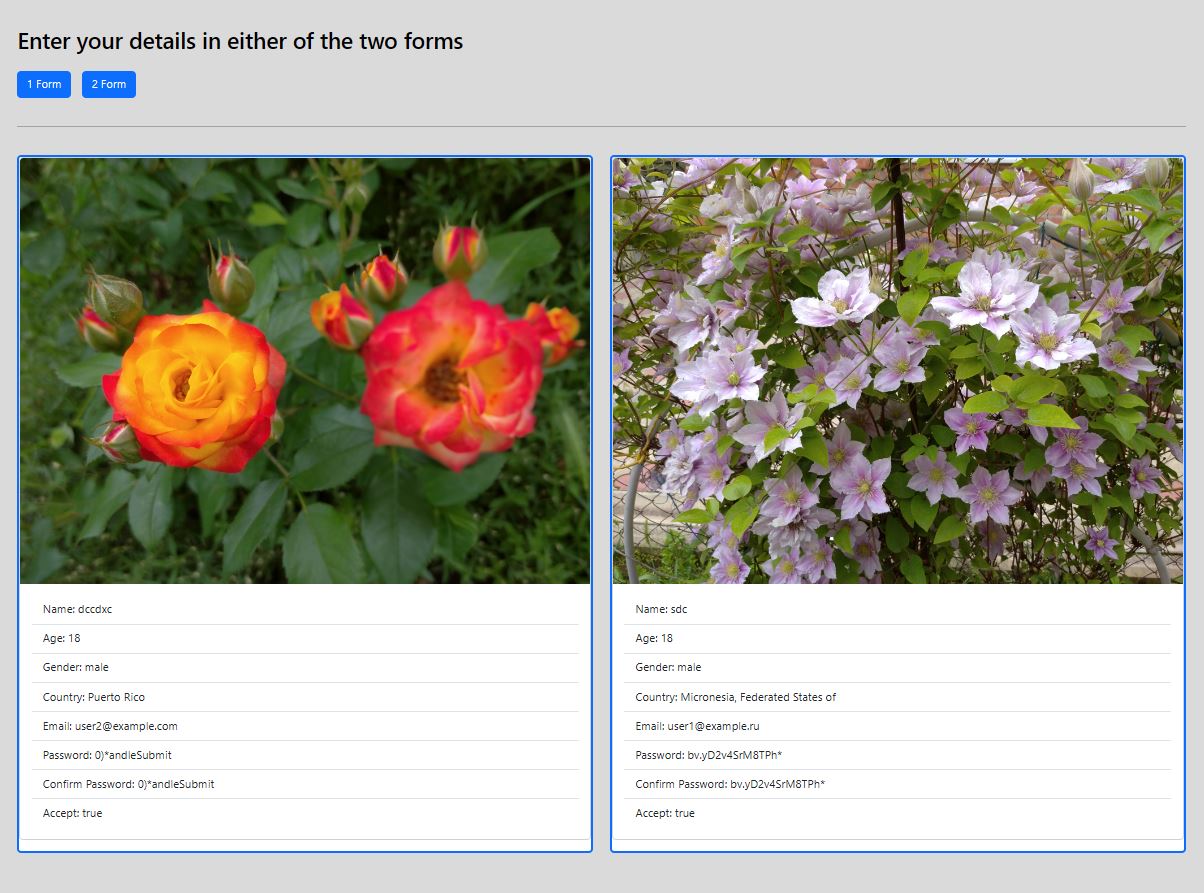 Enter your details in either of the two forms
1 Form
2 Form
Name: dccdxc
Age: 18
Gender: male
Country: Puerto Rico
Email: user2@example.com
Password: 0)*andleSubmit
Confirm Password: 0)*andleSubmit
Accept: true
Name: sdc
Age: 18
Gender: male
Country: Micronesia, Federated States of
Email: user1@example.ru
Password: bv.yD2v4SrM8TPh*
Confirm Password: bv.yD2v4SrM8TPh*
Accept: true